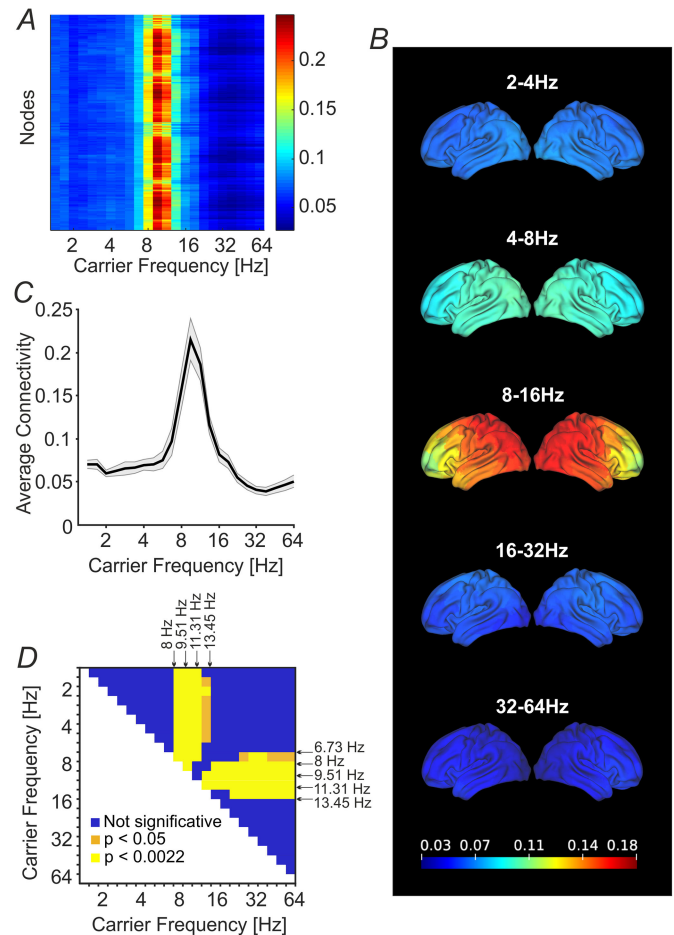 A
Nodes
0.2
0.15
0.1
0.05
2 4 8 16 32 64
Carrier Frequency [Hz]
B
2-4Hz
4-8Hz
8-16Hz
16-32Hz
32-64Hz
0.03 0.07 0.11 0.14 0.18
C
Average Connectivity
0.25
0.2
0.15
0.1
0.05
0
2 4 8 16 32 64
Carrier Frequency [Hz]
D
8 Hz
9.51 Hz
11.31 Hz
13.45 Hz
Carrier Frequency [Hz]
2
4
8
16
32
64
6.73 Hz
8 Hz
9.51 Hz
11.31 Hz
13.45 Hz
Not significative
p < 0.05
p < 0.0022
2 4 8 16 32 64
Carrier Frequency [Hz]